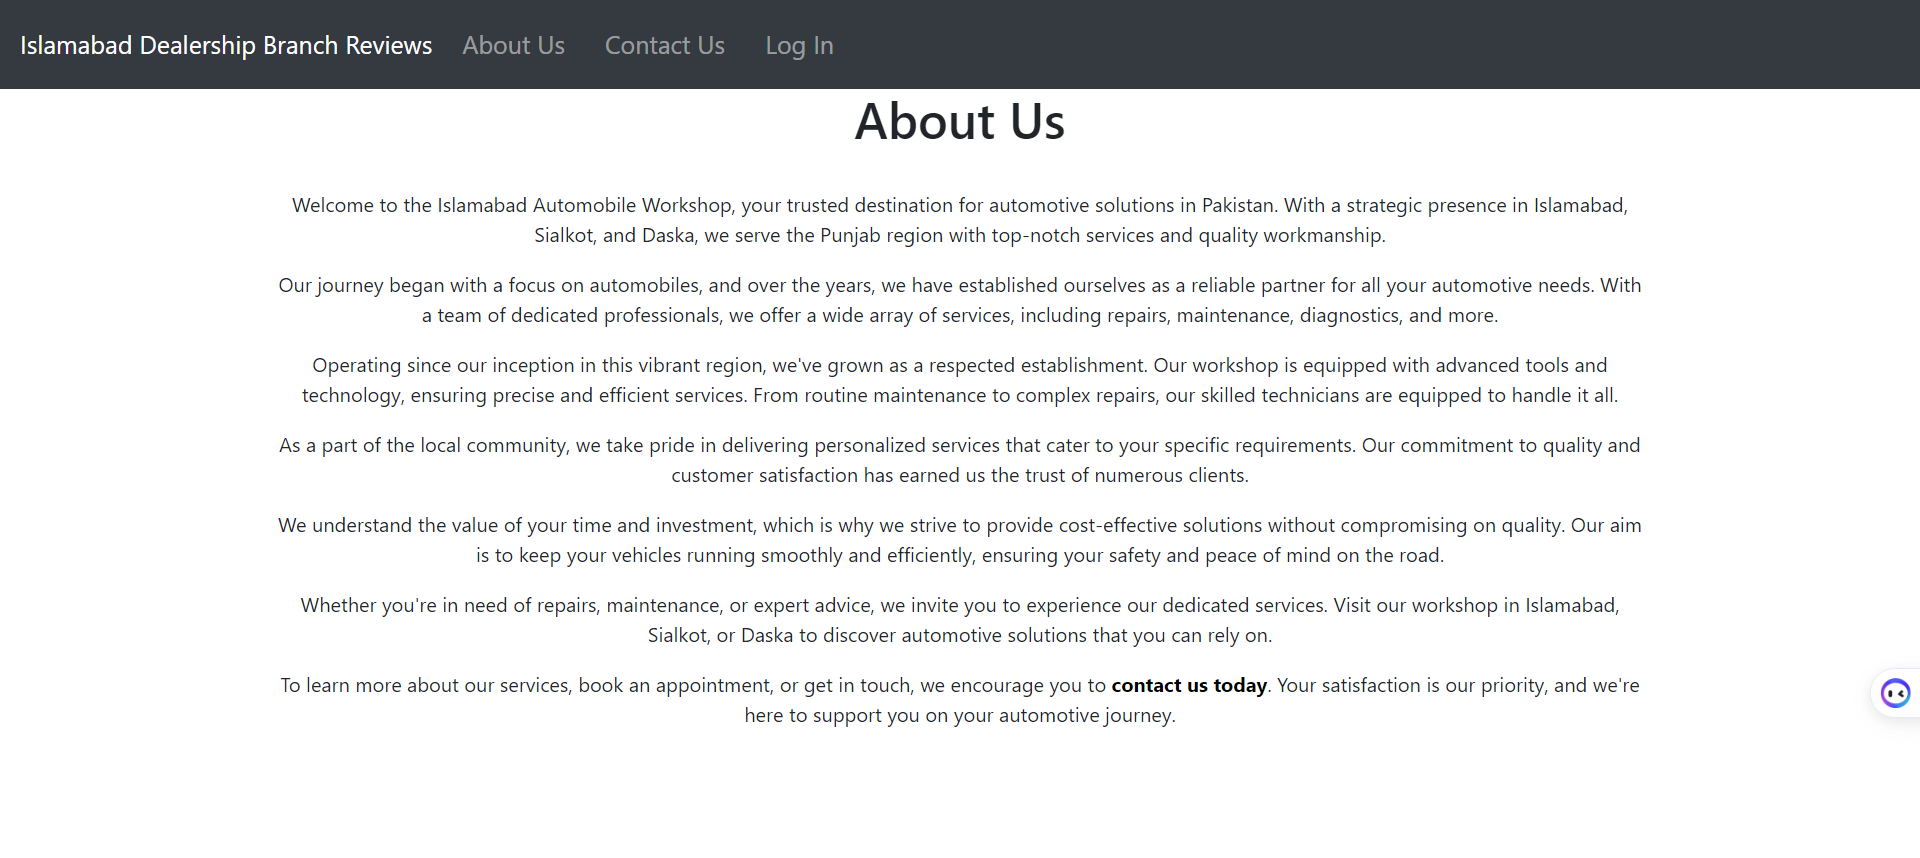 Islamabad Dealership Branch Reviews About Us Contact Us Log In
About Us
Welcome to the Islamabad Automobile Workshop, your trusted destination for automotive solutions in Pakistan. With a strategic presence in Islamabad,
Sialkot, and Daska, we serve the Punjab region with top-notch services and quality workmanship.
Our journey began with a focus on automobiles, and over the years, we have established ourselves as a reliable partner for all your automotive needs. With
a team of dedicated professionals, we offer a wide array of services, including repairs, maintenance, diagnostics, and more.
Operating since our inception in this vibrant region, we've grown as a respected establishment. Our workshop is equipped with advanced tools and
technology, ensuring precise and efficient services. From routine maintenance to complex repairs, our skilled technicians are equipped to handle it all.
As a part of the local community, we take pride in delivering personalized services that cater to your specific requirements. Our commitment to quality and
customer satisfaction has earned us the trust of numerous clients.
We understand the value of your time and investment, which is why we strive to provide cost-effective solutions without compromising on quality. Our aim
is to keep your vehicles running smoothly and efficiently, ensuring your safety and peace of mind on the road.
Whether you're in need of repairs, maintenance, or expert advice, we invite you to experience our dedicated services. Visit our workshop in Islamabad,
Sialkot, or Daska to discover automotive solutions that you can rely on.
To learn more about our services, book an appointment, or get in touch, we encourage you to contact us today. Your satisfaction is our priority, and we're
here to support you on your automotive journey.